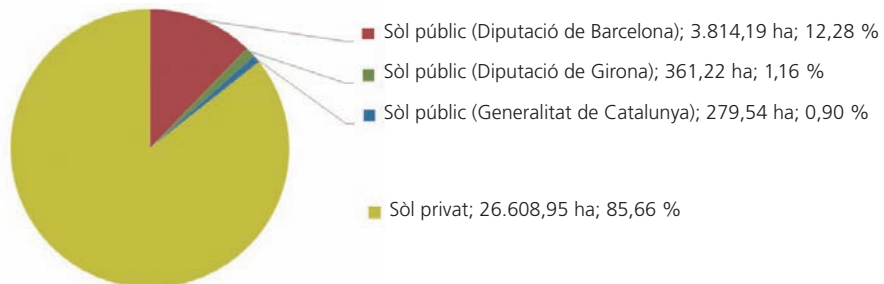 Sòl públic (Diputació de Barcelona); 3.814,19 ha; 12,28 %
Sòl públic (Diputació de Girona); 361,22 ha; 1,16 %
Sòl públic (Generalitat de Catalunya); 279,54 ha; 0,90 %
Sòl privat; 26.608,95 ha; 85,66 %